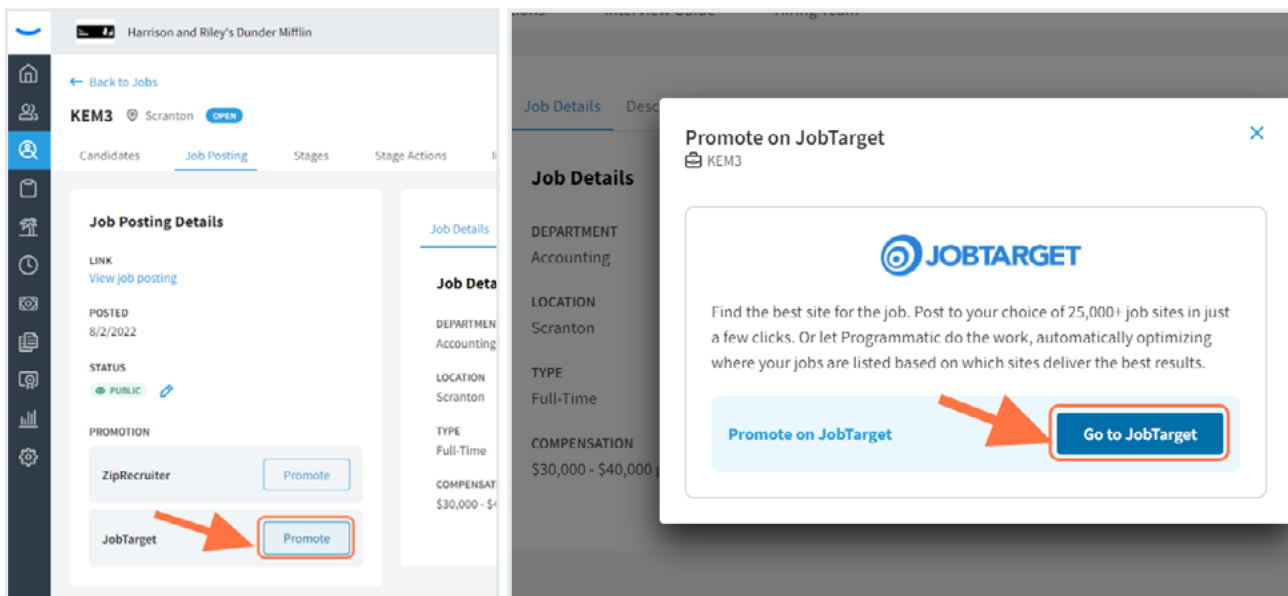 Harrison and Riley's Dunder Mifflin
← Back to Jobs
KEM3 Scranton OPEN
Candidates Job Posting Stages Stage Actions
Job Posting Details
LINK
View job posting
POSTED
8/2/2022
STATUS
PUBLIC
PROMOTION
ZipRecruiter Promote
JobTarget Promote
Job Details
Job Deta
DEPARTMEN
Accounting
LOCATION
Scranton
TYPE
Full-Time
COMPENSAT
$30,000 - $4
Job Details Desc
Job Details
DEPARTMENT
Accounting
LOCATION
Scranton
TYPE
Full-Time
COMPENSATION
$30,000 - $40,000
Promote on JobTarget
KEM3
JOBTARGET
Find the best site for the job. Post to your choice of 25,000+ job sites in just
a few clicks. Or let Programmatic do the work, automatically optimizing
where your jobs are listed based on which sites deliver the best results.
Promote on JobTarget Go to JobTarget